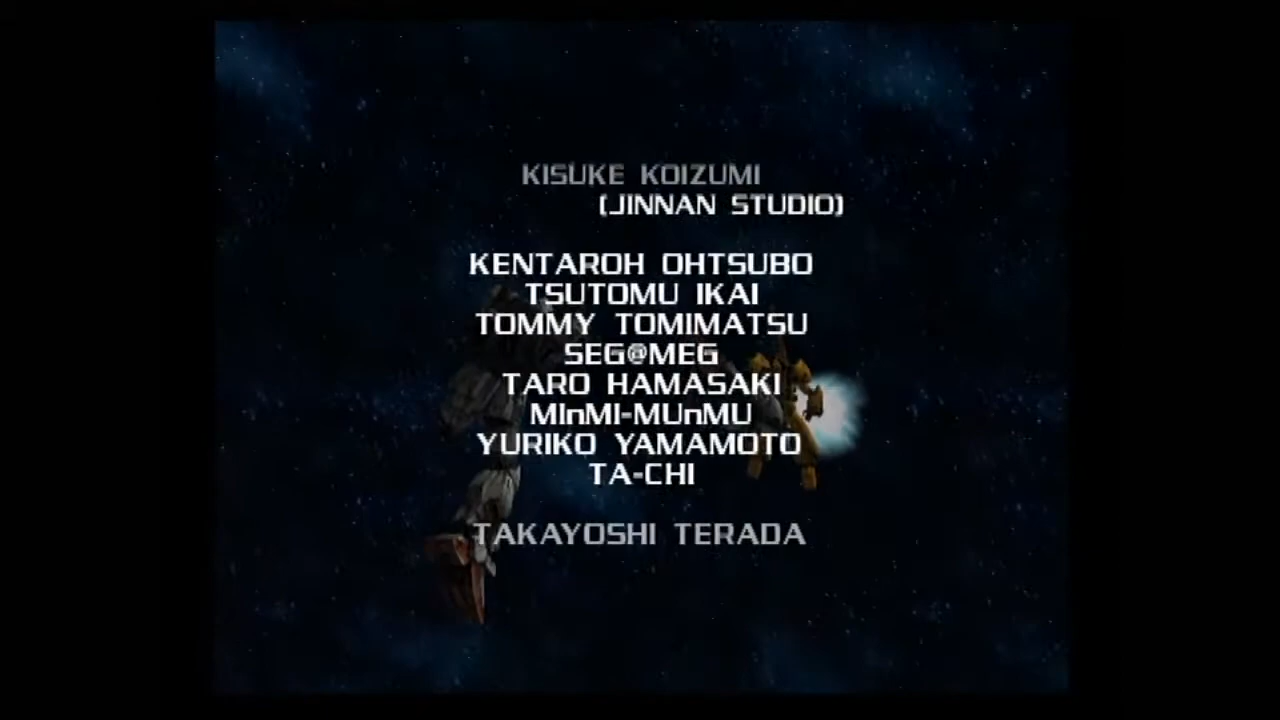 KISUKE KOIZUMI
(JINNAN STUDIO)
KENTAROH OHTSUBO
TSUTOMU IKAI
TOMMY TOMIMATSU
SEG@MEG
TARO HAMASAKI
MInMI-MUnMU
YURIKO YAMAMOTO
TA-CHI
TAKAYOSHI TERADA